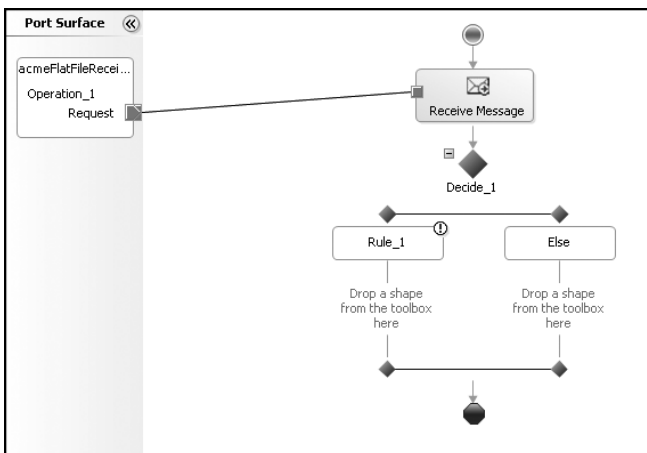 Port Surface
acmeFlatFileRecei...
Operation_1
Request
Receive Message
Decide_1
Rule_1
Else
Drop a shape
from the toolbox
here
Drop a shape
from the toolbox
here